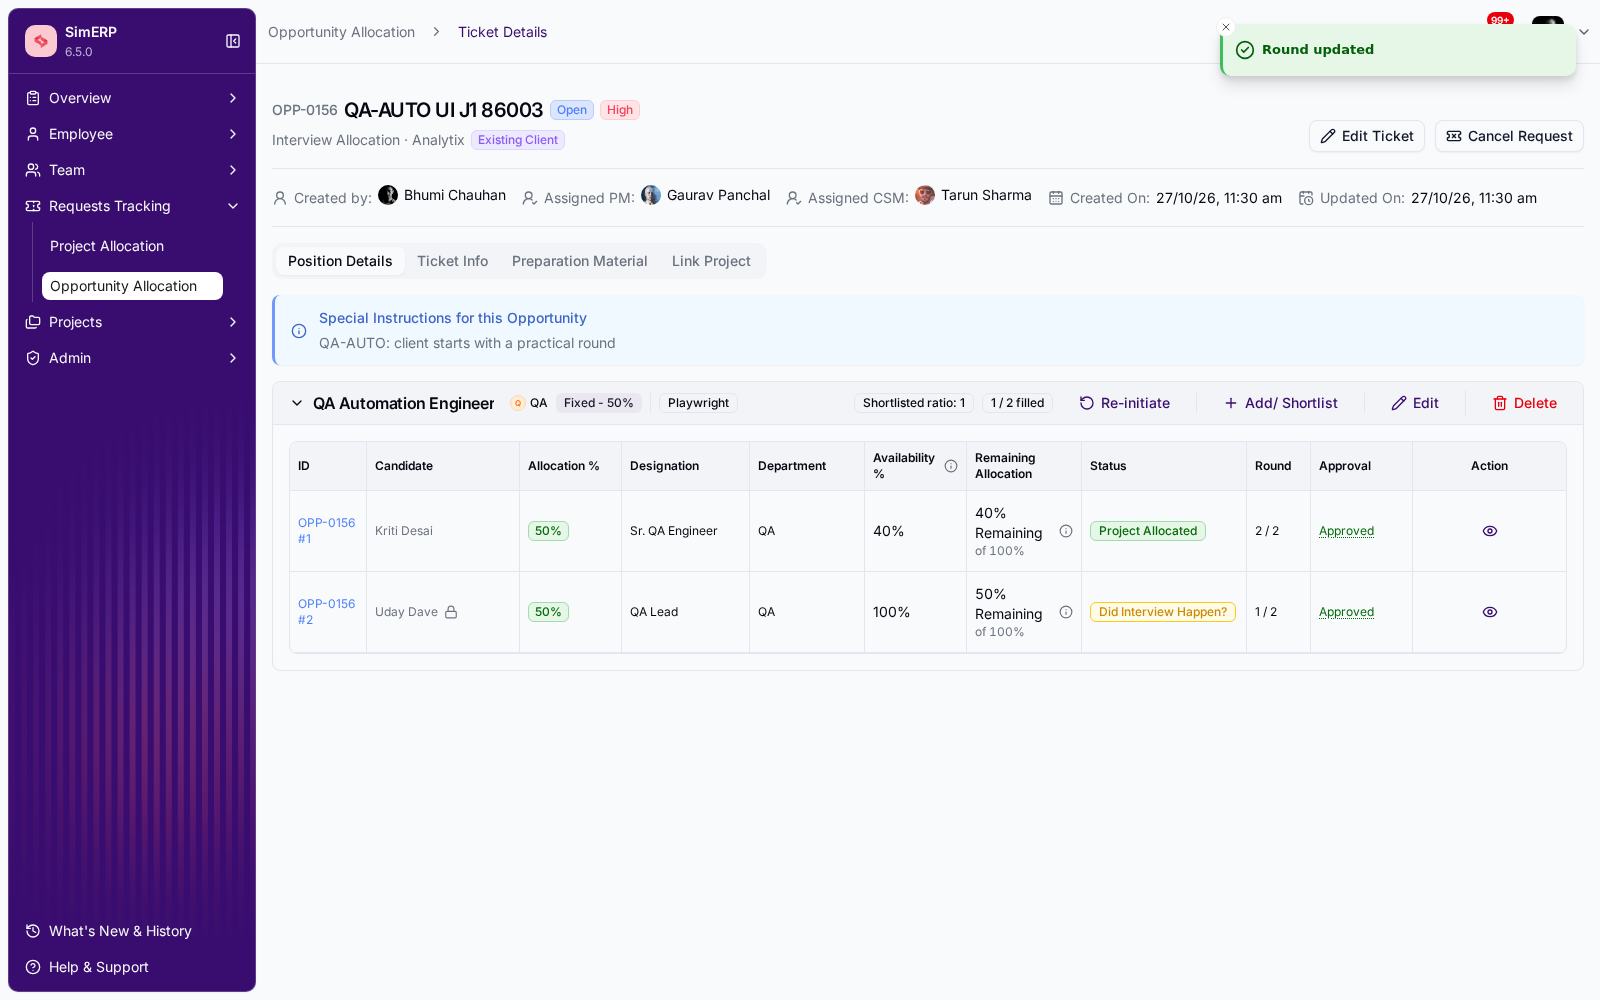 SimERP
6.5.0
Overview
Employee
Team
Requests Tracking
Project Allocation
Opportunity Allocation
Projects
Admin
What's New & History
Help & Support
Opportunity Allocation > Ticket Details
99+
Round updated
OPP-0156 QA-AUTO UI J1 86003 Open High
Interview Allocation · Analytix Existing Client
Edit Ticket Cancel Request
Created by: Bhumi Chauhan Assigned PM: Gaurav Panchal Assigned CSM: Tarun Sharma Created On: 27/10/26, 11:30 am Updated On: 27/10/26, 11:30 am
Position Details Ticket Info Preparation Material Link Project
Special Instructions for this Opportunity
QA-AUTO: client starts with a practical round
QA Automation Engineer Q QA Fixed - 50% Playwright Shortlisted ratio: 1 1 / 2 filled Re-initiate Add/ Shortlist Edit Delete
ID Candidate Allocation % Designation Department Availability % Remaining Allocation Status Round Approval Action
OPP-0156 #1 Kriti Desai 50% Sr. QA Engineer QA 40% 40% Remaining of 100% Project Allocated 2 / 2 Approved
OPP-0156 #2 Uday Dave 50% QA Lead QA 100% 50% Remaining of 100% Did Interview Happen? 1 / 2 Approved